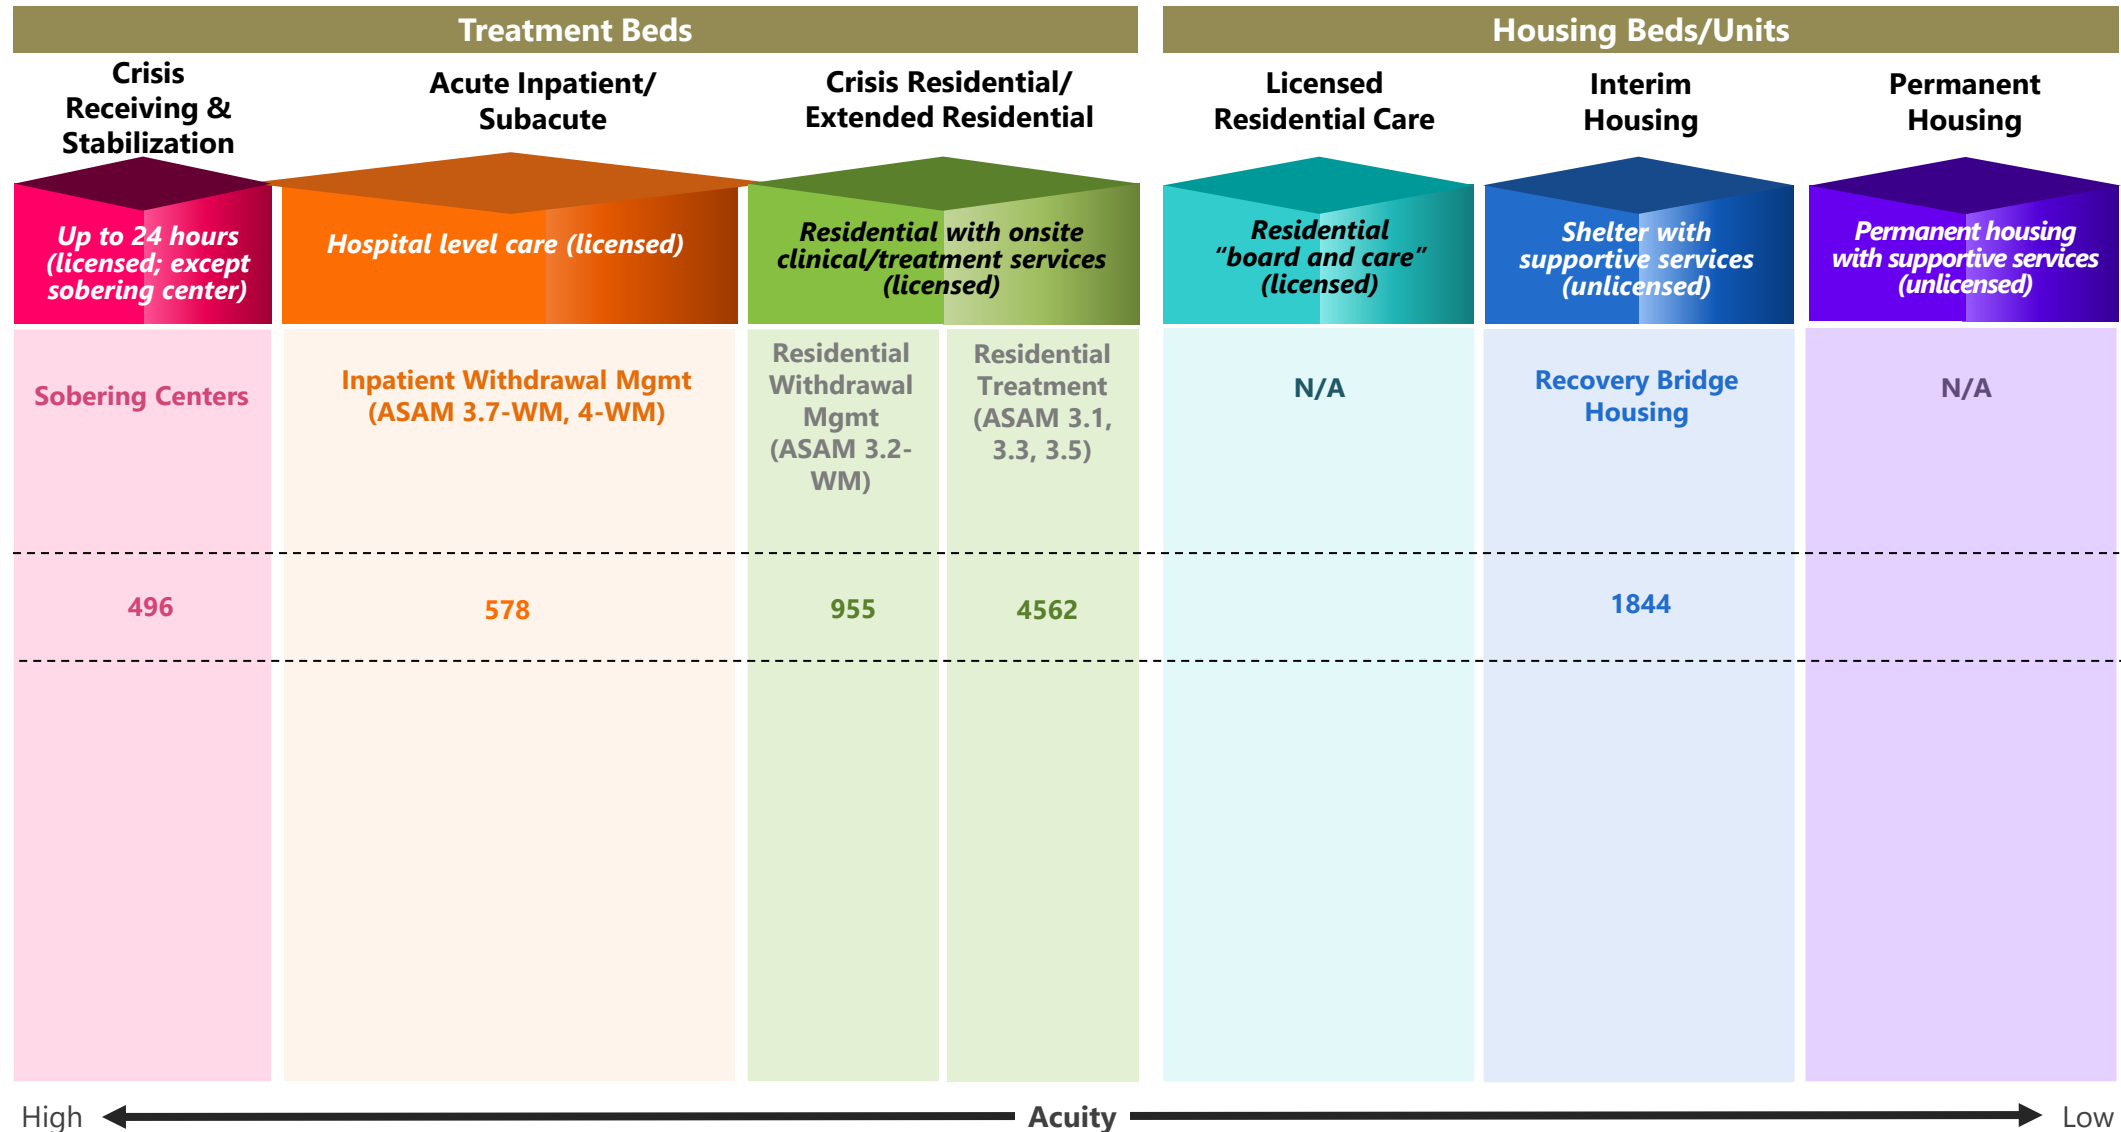 Treatment Beds
Housing Beds/Units
Crisis
Receiving &
Stabilization
Acute Inpatient/
Subacute
Crisis Residential/
Extended Residential
Licensed
Residential Care
Interim
Housing
Permanent
Housing
Up to 24 hours
(licensed; except
sobering center)
Hospital level care (licensed)
Residential with onsite
clinical/treatment services
(licensed)
Residential
“board and care”
(licensed)
Shelter with
supportive services
(unlicensed)
Permanent housing
with supportive services
(unlicensed)
Sobering Centers
Inpatient Withdrawal Mgmt
(ASAM 3.7-WM, 4-WM)
Residential
Withdrawal
Mgmt
(ASAM 3.2-
WM)
Residential
Treatment
(ASAM 3.1,
3.3, 3.5)
N/A
Recovery Bridge
Housing
N/A
496
578
955
4562
1844
High
Acuity
Low